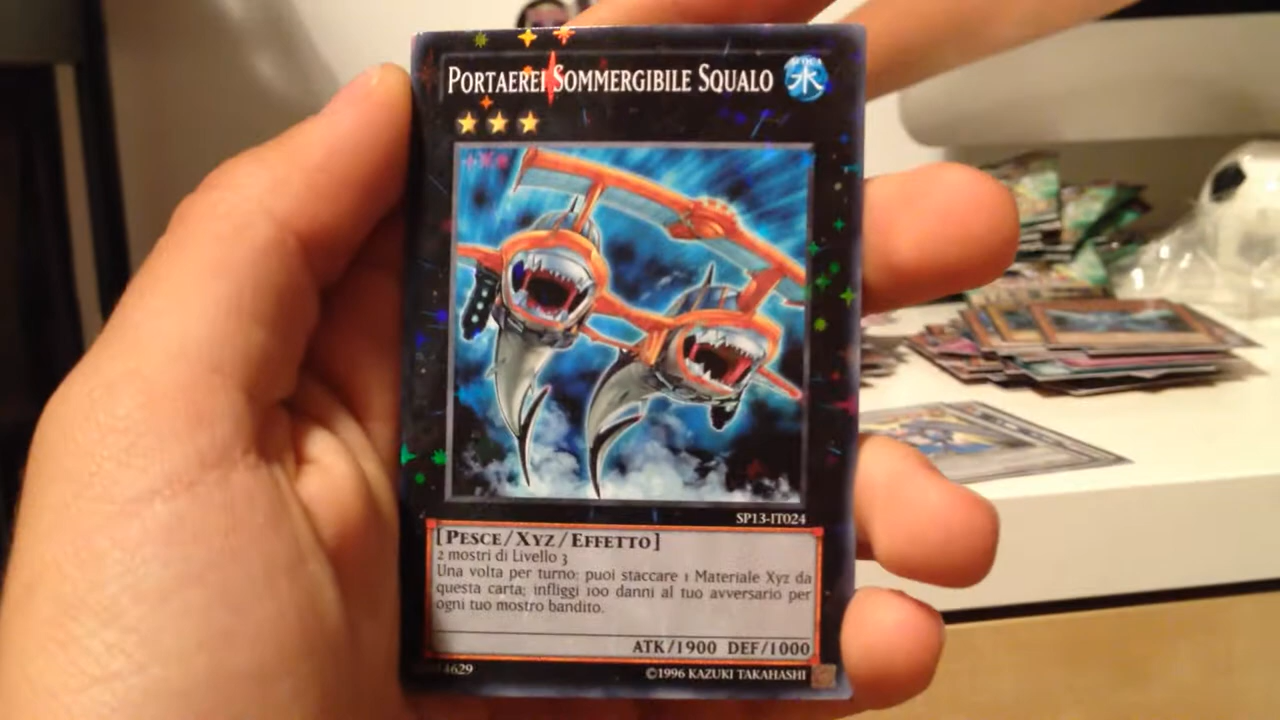 PORTAEREI SOMMERGIBILE SQUALO
ACQUA
水
SP13-IT024
[PESCE/XYZ/EFFETTO]
2 mostri di Livello 3
Una volta per turno: puoi staccare 1 Materiale Xyz da
questa carta; infliggi 100 danni al tuo avversario per
ogni tuo mostro bandito.
ATK/1900 DEF/1000
4629
©1996 KAZUKI TAKAHASHI